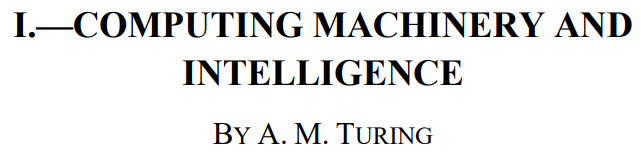 I.—COMPUTING MACHINERY AND
INTELLIGENCE
BY A. M. TURING